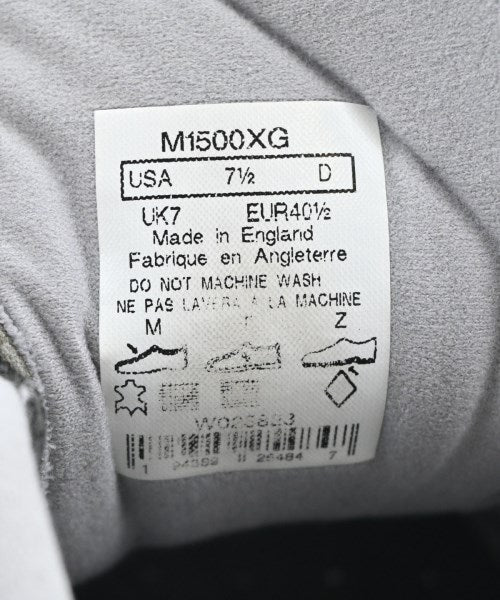 M1500XG
USA 7½ D
UK7 EUR40½
Made in England
Fabrique en Angleterre
DO NOT MACHINE WASH
NE PAS LAVER A LA MACHINE
M Z